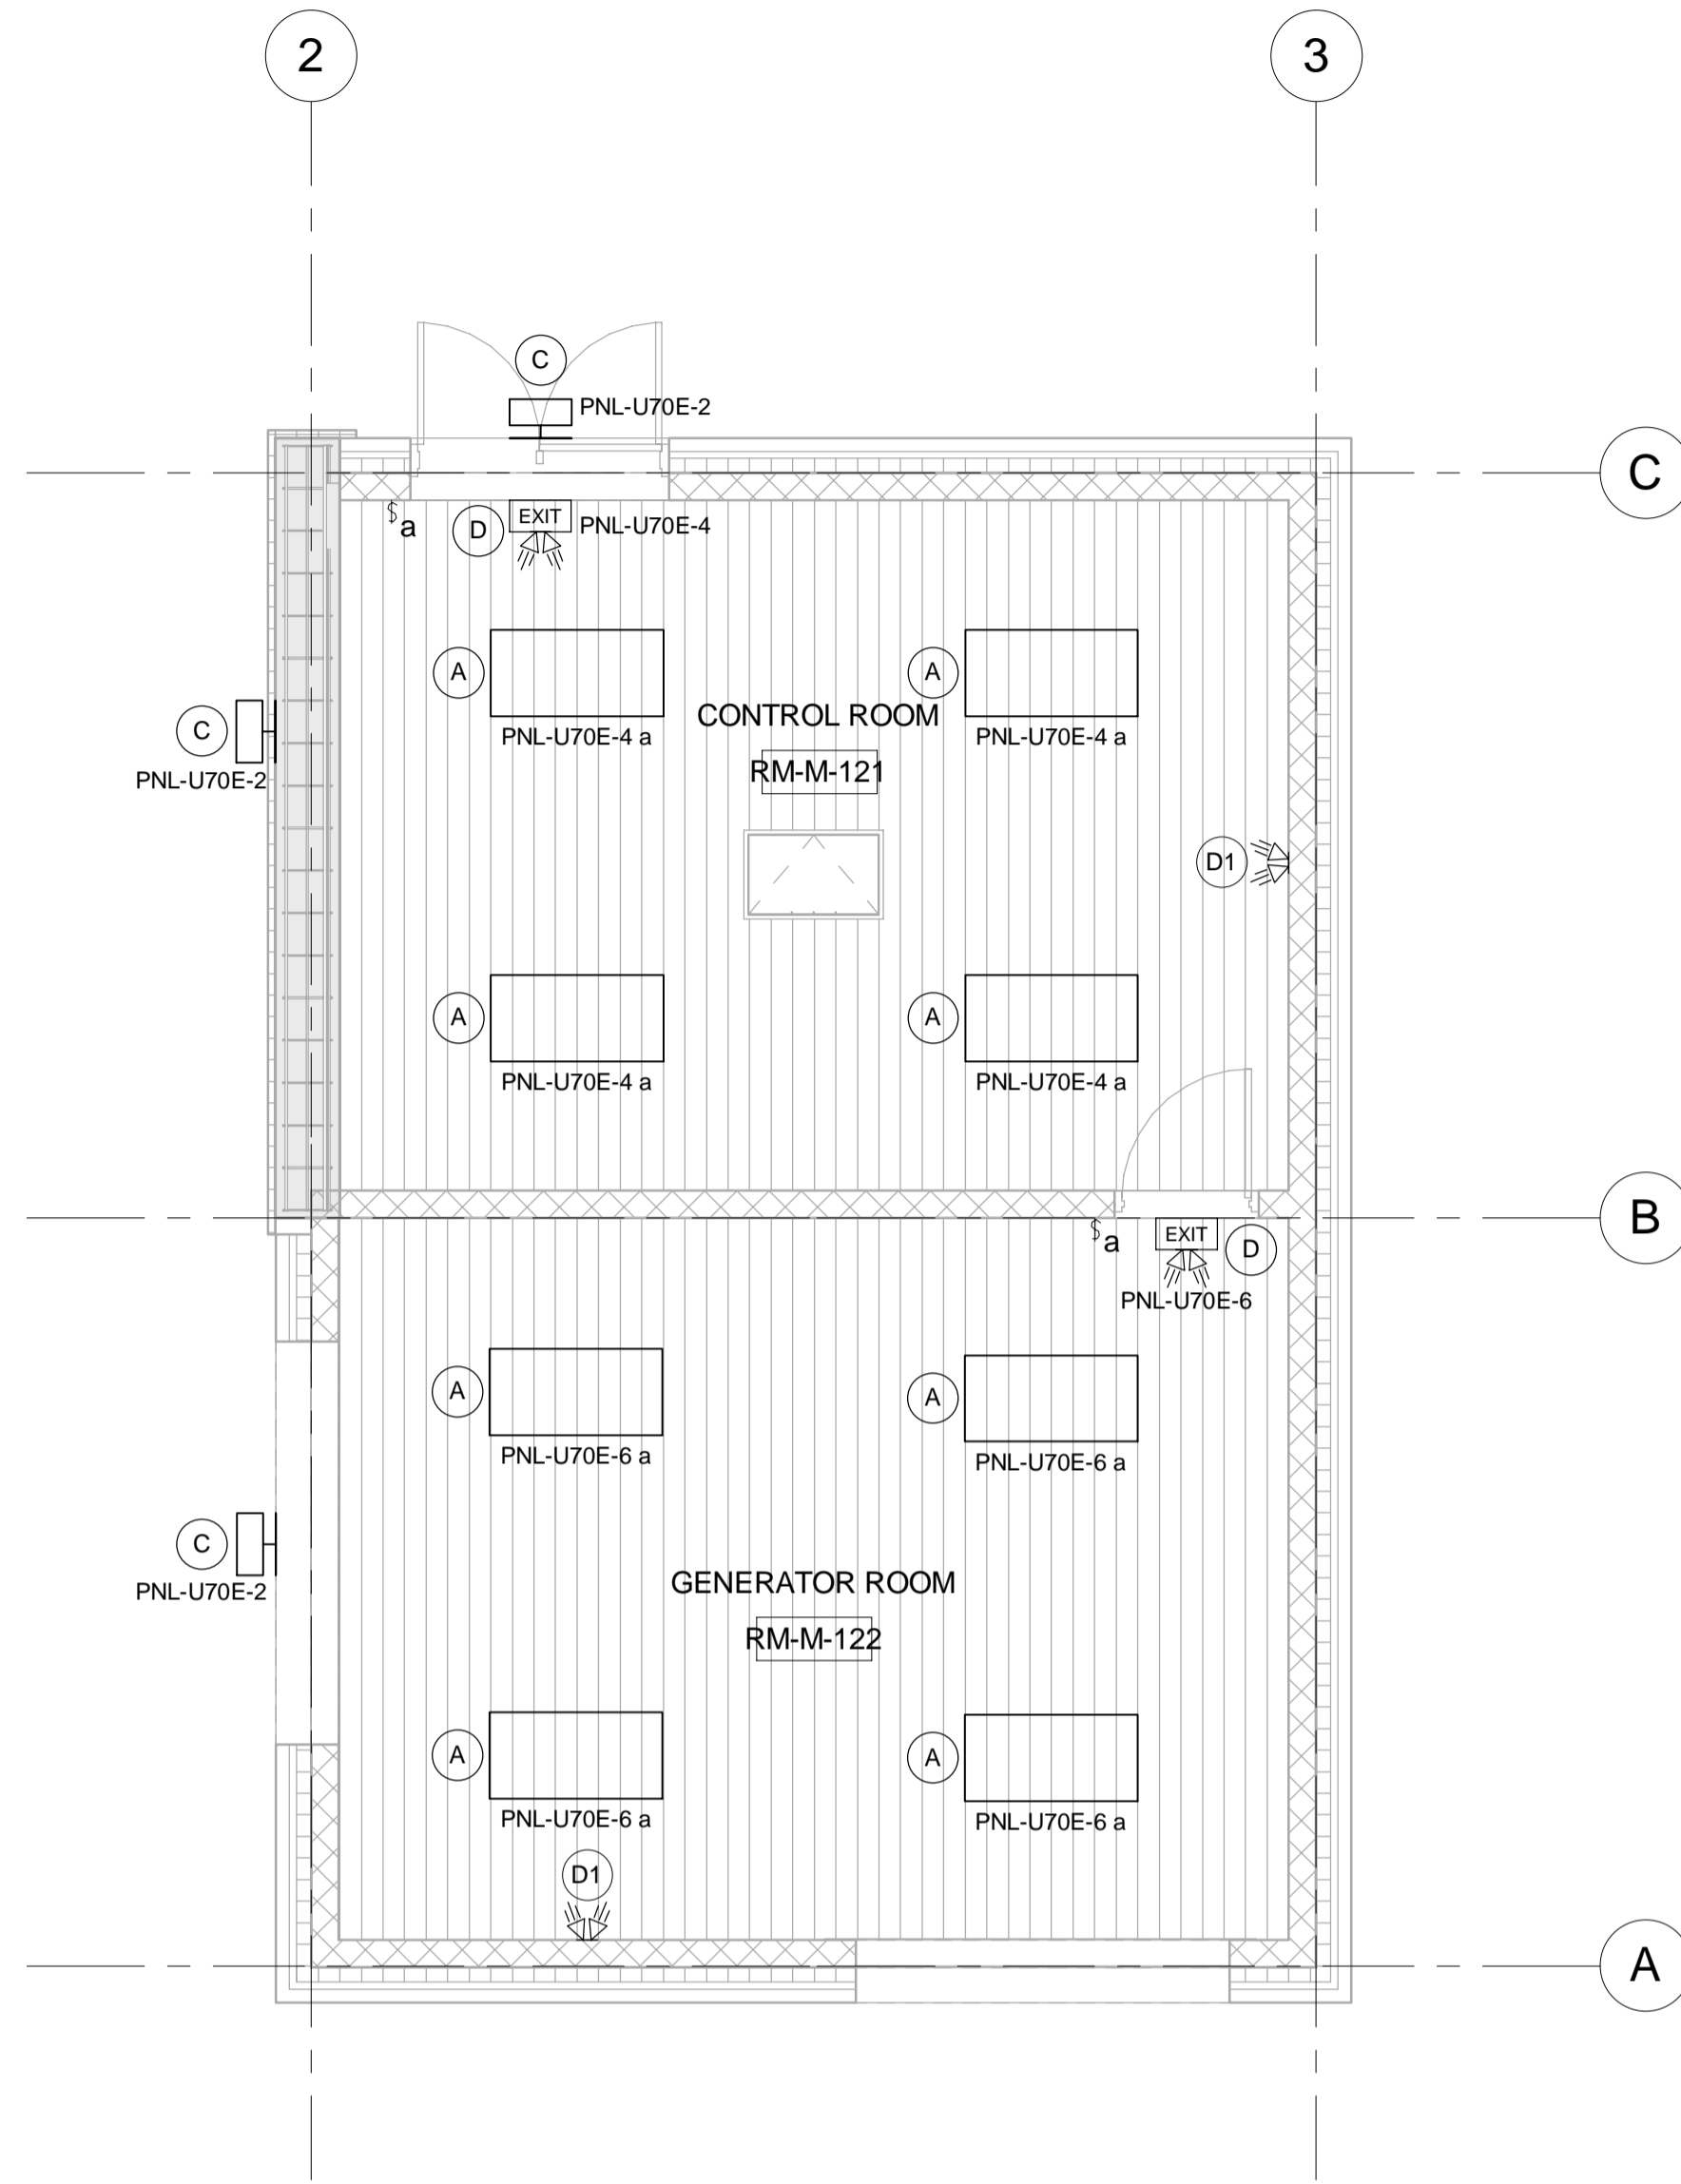 2
3
C
PNL-U70E-2
C
$a
D
EXIT
PNL-U70E-4
A
A
CONTROL ROOM
C
PNL-U70E-4 a
PNL-U70E-4 a
RM-M-121
PNL-U70E-2
D1
A
A
PNL-U70E-4 a
PNL-U70E-4 a
B
$a
EXIT
D
PNL-U70E-6
A
A
PNL-U70E-6 a
PNL-U70E-6 a
C
GENERATOR ROOM
PNL-U70E-2
RM-M-122
A
A
PNL-U70E-6 a
PNL-U70E-6 a
D1
A